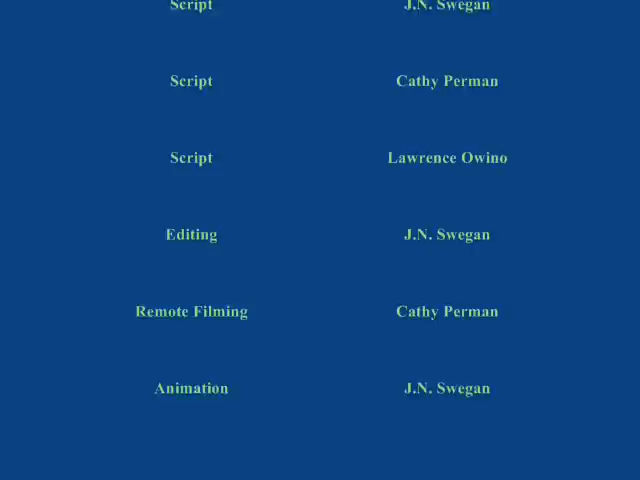 Script J.N. Swegan
Script Cathy Perman
Script Lawrence Owino
Editing J.N. Swegan
Remote Filming Cathy Perman
Animation J.N. Swegan